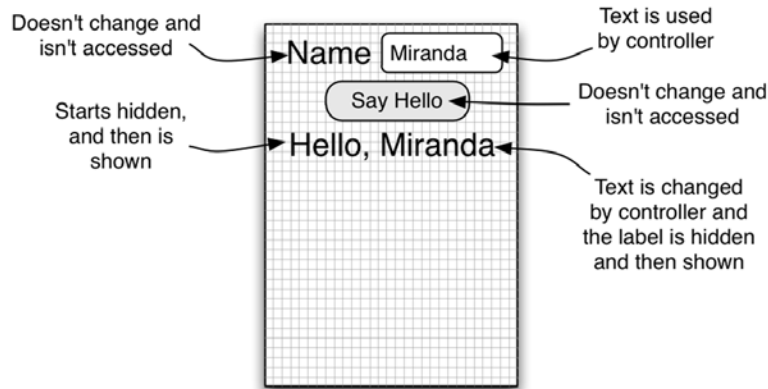 Doesn't change and
isn't accessed
Name
Miranda
Text is used
by controller
Say Hello
Doesn't change and
isn't accessed
Starts hidden,
and then is
shown
Hello, Miranda
Text is changed
by controller and
the label is hidden
and then shown